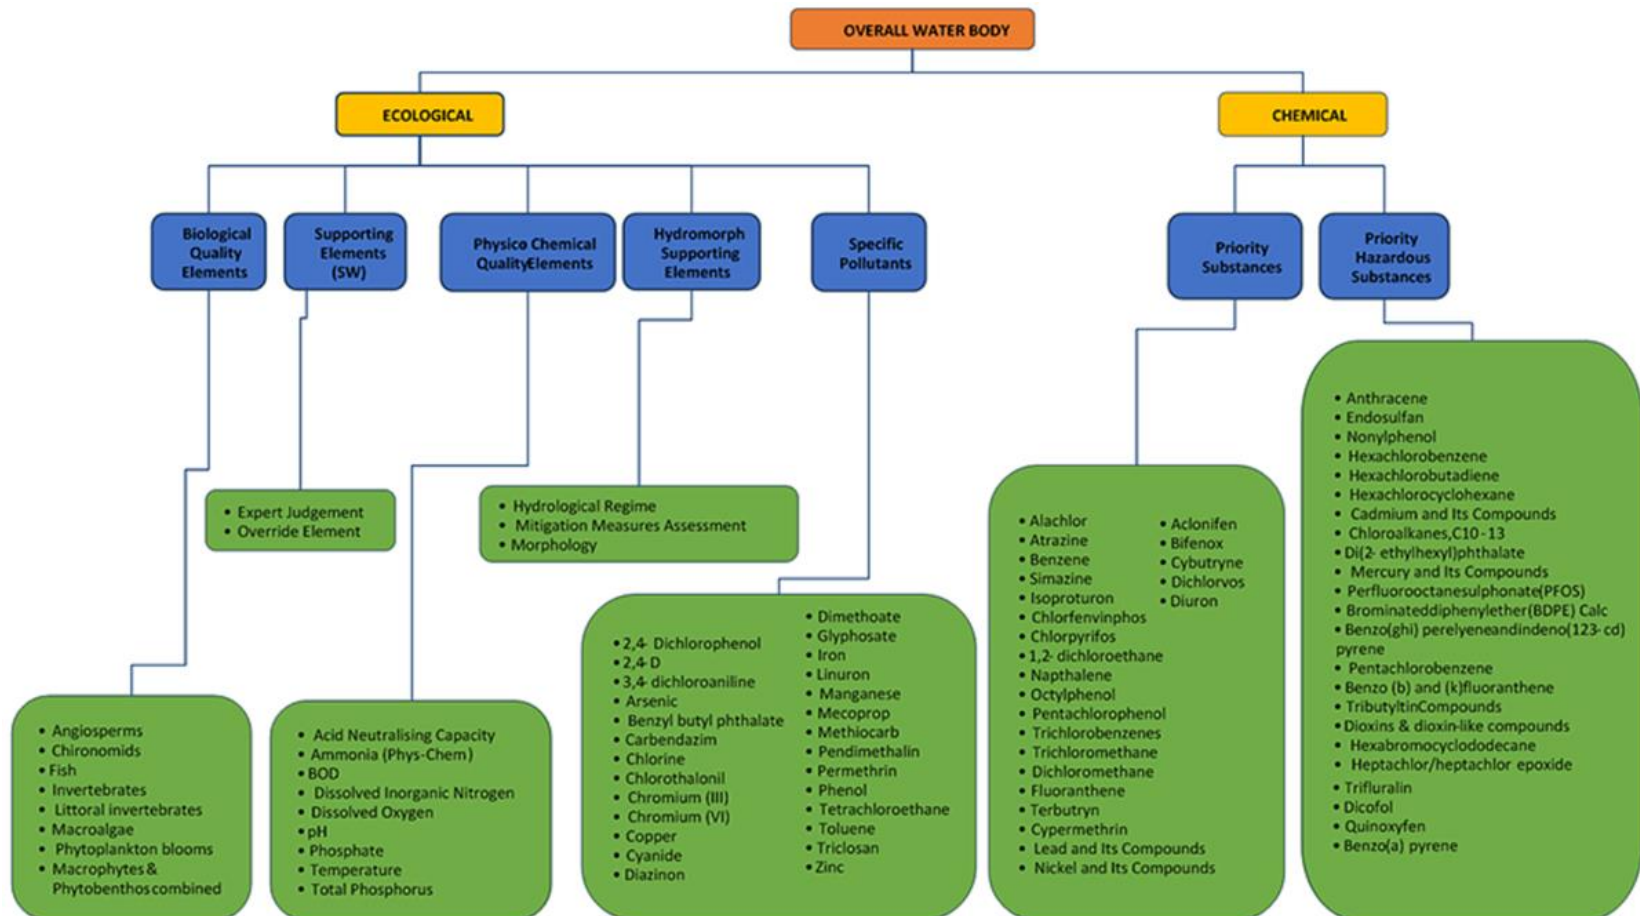 OVERALL WATER BODY
ECOLOGICAL
CHEMICAL
Biological
Quality
Elements
Supporting
Elements
(SW)
Physico Chemical
QualityElements
Hydromorph
Supporting
Elements
Specific
Pollutants
Priority
Substances
Priority
Hazardous
Substances
• Angiosperms
• Chironomids
• Fish
• Invertebrates
• Littoral invertebrates
• Macroalgae
• Phytoplankton blooms
• Macrophytes &
Phytobenthos combined
• Expert Judgement
• Override Element
• Acid Neutralising Capacity
• Ammonia (Phys-Chem)
• BOD
• Dissolved Inorganic Nitrogen
• Dissolved Oxygen
• pH
• Phosphate
• Temperature
• Total Phosphorus
• Hydrological Regime
• Mitigation Measures Assessment
• Morphology
• 2,4- Dichlorophenol
• 2,4- D
• 3,4- dichloroaniline
• Arsenic
• Benzyl butyl phthalate
• Carbendazim
• Chlorine
• Chlorothalonil
• Chromium (III)
• Chromium (VI)
• Copper
• Cyanide
• Diazinon
• Dimethoate
• Glyphosate
• Iron
• Linuron
• Manganese
• Mecoprop
• Methiocarb
• Pendimethalin
• Permethrin
• Phenol
• Tetrachloroethane
• Toluene
• Triclosan
• Zinc
• Alachlor
• Atrazine
• Benzene
• Simazine
• Isoproturon
• Chlorfenvinphos
• Chlorpyrifos
• 1,2- dichloroethane
• Napthalene
• Octylphenol
• Pentachlorophenol
• Trichlorobenzenes
• Trichloromethane
• Dichloromethane
• Fluoranthene
• Terbutryn
• Cypermethrin
• Lead and Its Compounds
• Nickel and Its Compounds
• Aclonifen
• Bifenox
• Cybutryne
• Dichlorvos
• Diuron
• Anthracene
• Endosulfan
• Nonylphenol
• Hexachlorobenzene
• Hexachlorobutadiene
• Hexachlorocyclohexane
• Cadmium and Its Compounds
• Chloroalkanes,C10-13
• Di(2- ethylhexyl)phthalate
• Mercury and Its Compounds
• Perfluorooctanesulphonate(PFOS)
• Brominateddiphenylether(BDPE) Calc
• Benzo(ghi) perelyeneandindeno(123- cd)
pyrene
• Pentachlorobenzene
• Benzo (b) and (k)fluoranthene
• TributyltinCompounds
• Dioxins & dioxin-like compounds
• Hexabromocyclododecane
• Heptachlor/heptachlor epoxide
• Trifluralin
• Dicofol
• Quinoxyfen
• Benzo(a) pyrene